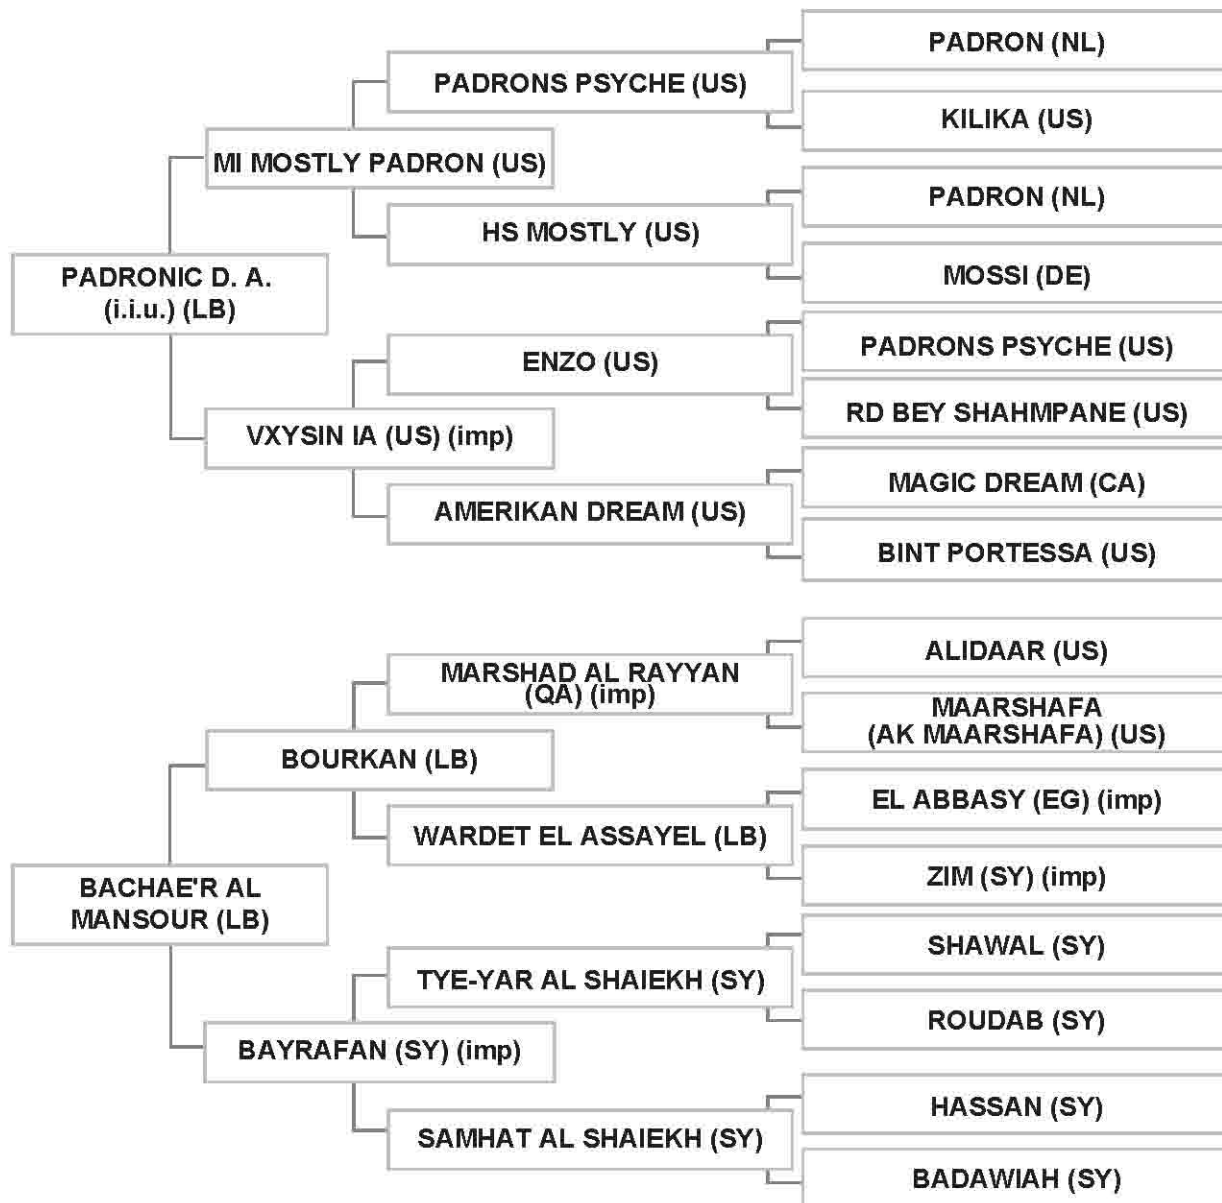 PADRON (NL)
PADRONS PSYCHE (US)
KILIKA (US)
MI MOSTLY PADRON (US)
PADRON (NL)
HS MOSTLY (US)
MOSSI (DE)
PADRONIC D. A.
(i.i.u.) (LB)
PADRONS PSYCHE (US)
ENZO (US)
RD BEY SHAHMPANE (US)
VXYSIN IA (US) (imp)
MAGIC DREAM (CA)
AMERIKAN DREAM (US)
BINT PORTESSA (US)
ALIDAAR (US)
MARSHAD AL RAYYAN
(QA) (imp)
MAARSHAFA
(AK MAARSHAFA) (US)
BOURKAN (LB)
EL ABBASY (EG) (imp)
WARDET EL ASSAYEL (LB)
ZIM (SY) (imp)
BACHAE'R AL
MANSOUR (LB)
SHAWAL (SY)
TYE-YAR AL SHAIEKH (SY)
ROUDAB (SY)
BAYRAFAN (SY) (imp)
HASSAN (SY)
SAMHAT AL SHAIEKH (SY)
BADAWIAH (SY)